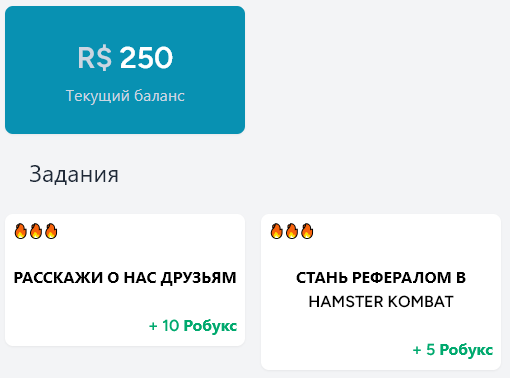 R$ 250
Текущий баланс
Задания
РАССКАЖИ О НАС ДРУЗЬЯМ
+ 10 Робукс
СТАНЬ РЕФЕРАЛОМ В
HAMSTER KOMBAT
+ 5 Робукс